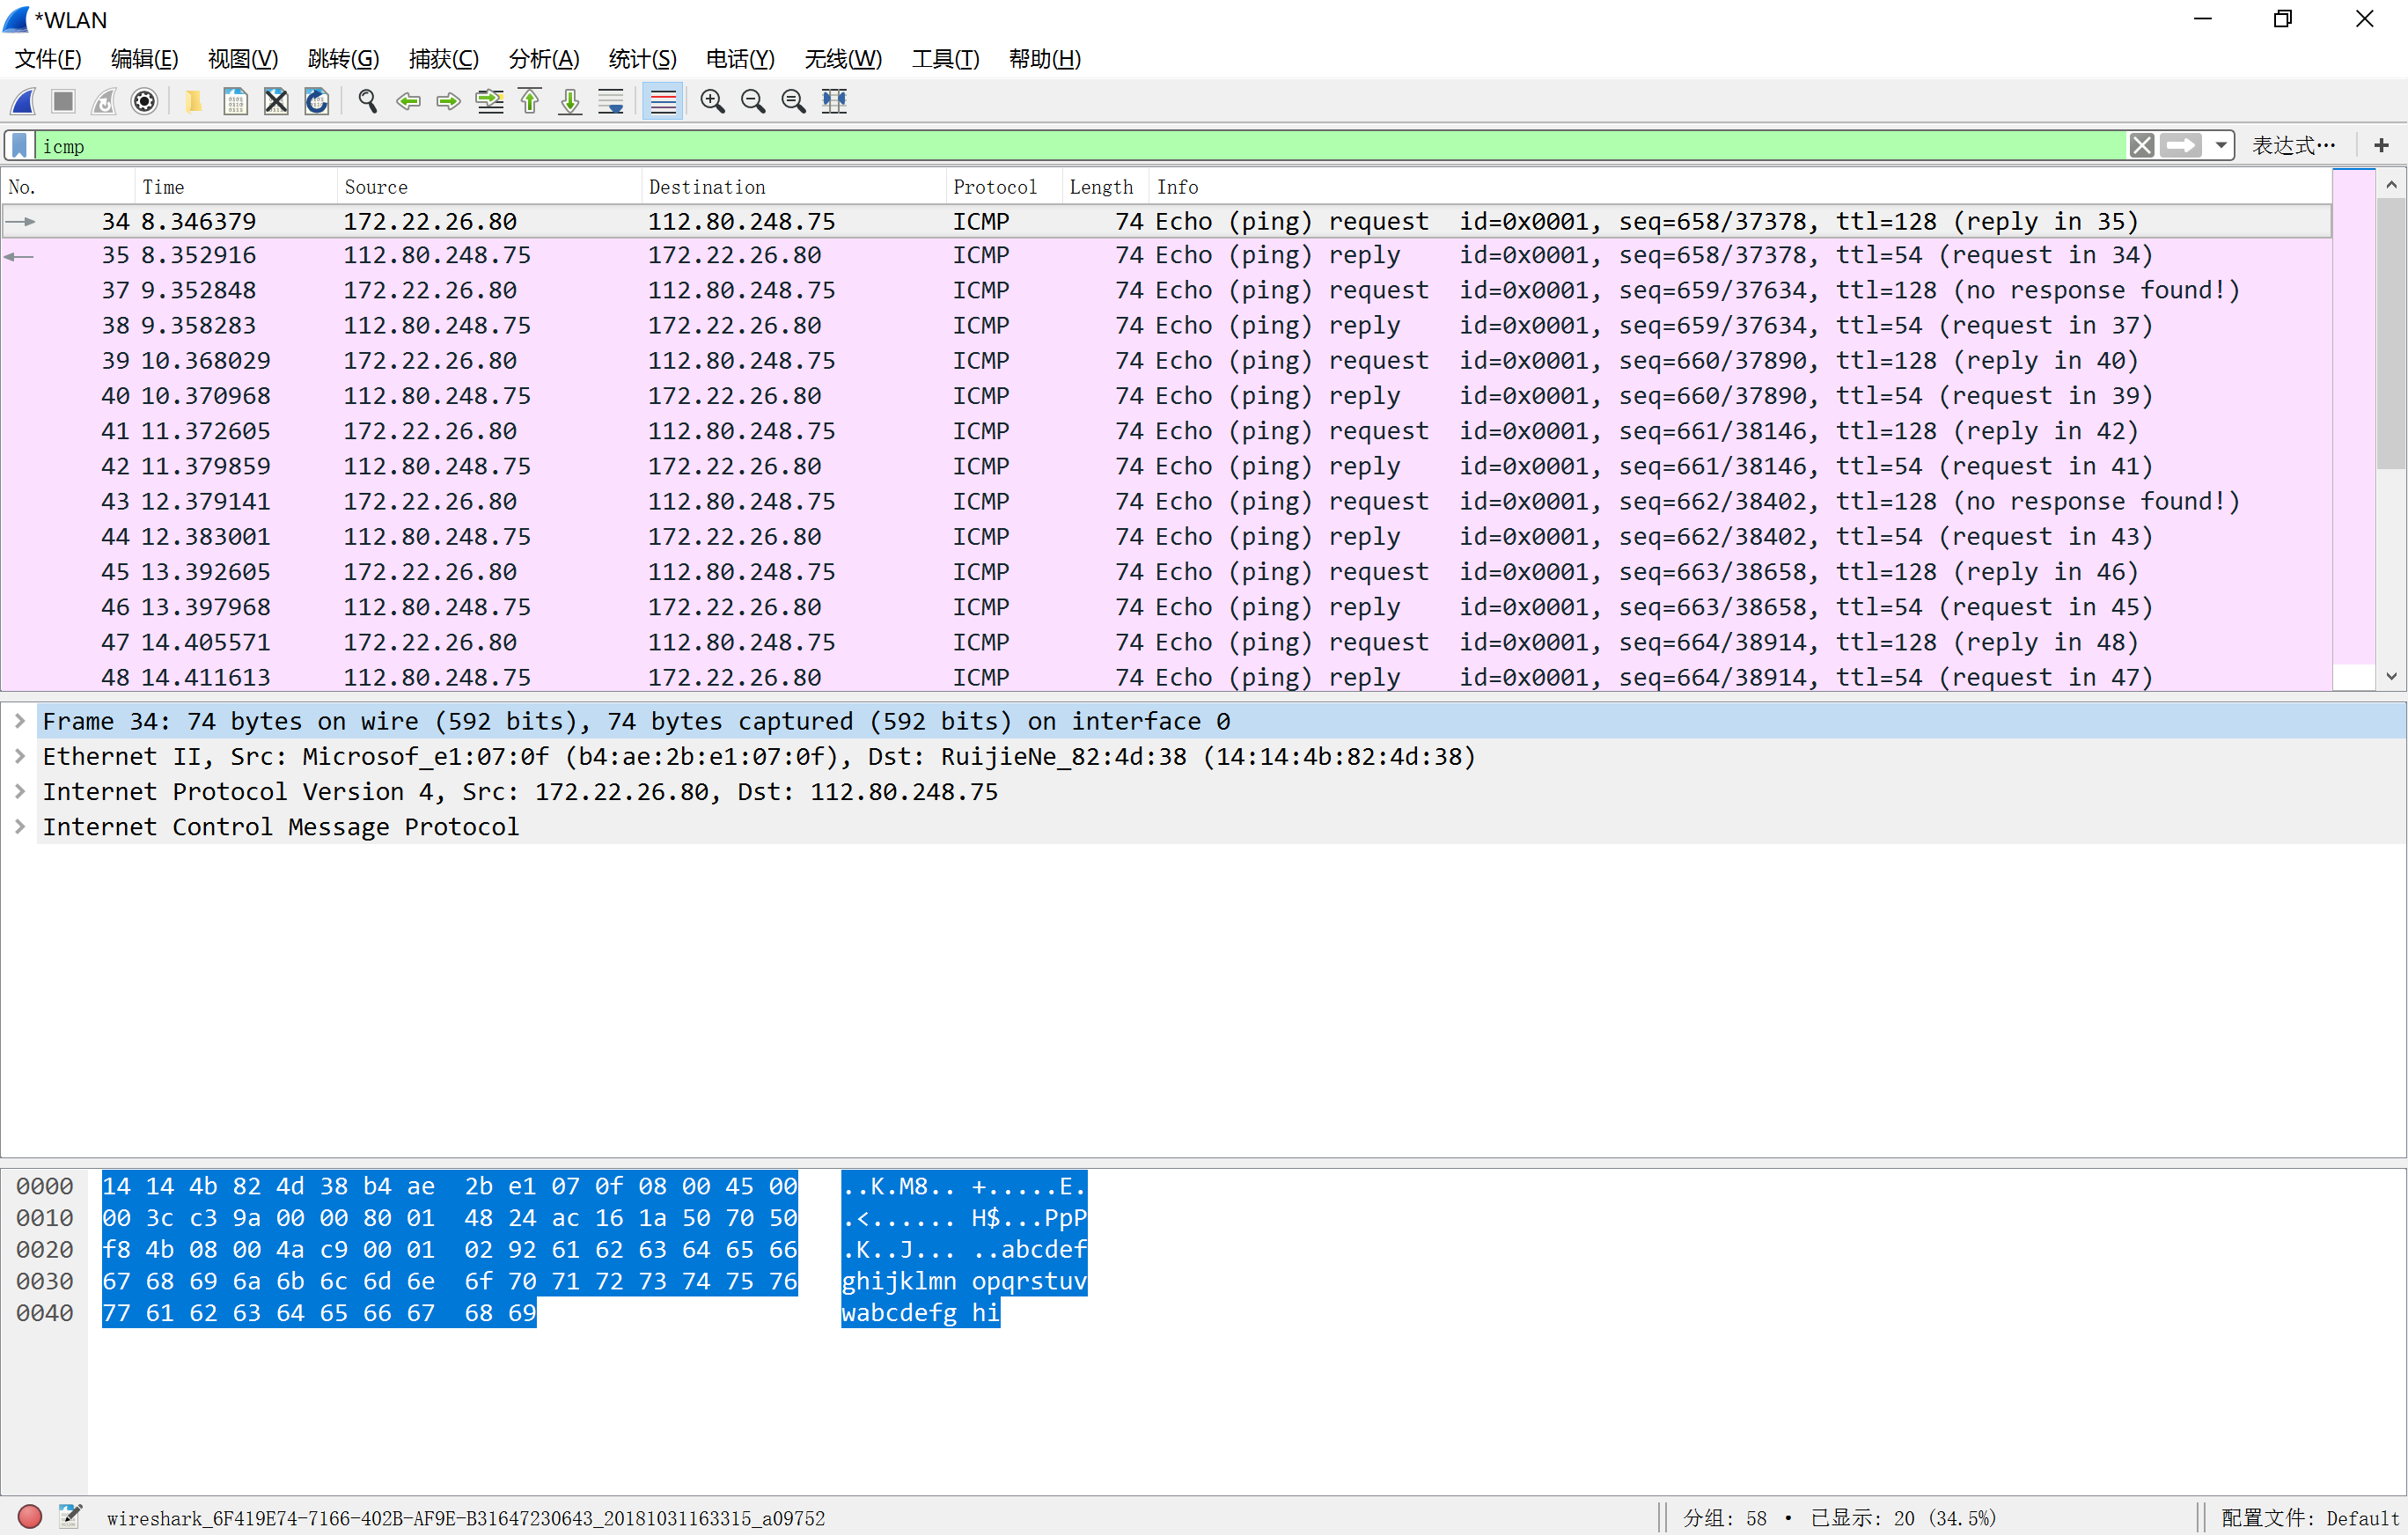 *WLAN
文件(F) 编辑(E) 视图(V) 跳转(G) 捕获(C) 分析(A) 统计(S) 电话(Y) 无线(W) 工具(T) 帮助(H)
icmp 表达式… +
No. Time Source Destination Protocol Length Info
34 8.346379 172.22.26.80 112.80.248.75 ICMP 74 Echo (ping) request id=0x0001, seq=658/37378, ttl=128 (reply in 35)
35 8.352916 112.80.248.75 172.22.26.80 ICMP 74 Echo (ping) reply id=0x0001, seq=658/37378, ttl=54 (request in 34)
37 9.352848 172.22.26.80 112.80.248.75 ICMP 74 Echo (ping) request id=0x0001, seq=659/37634, ttl=128 (no response found!)
38 9.358283 112.80.248.75 172.22.26.80 ICMP 74 Echo (ping) reply id=0x0001, seq=659/37634, ttl=54 (request in 37)
39 10.368029 172.22.26.80 112.80.248.75 ICMP 74 Echo (ping) request id=0x0001, seq=660/37890, ttl=128 (reply in 40)
40 10.370968 112.80.248.75 172.22.26.80 ICMP 74 Echo (ping) reply id=0x0001, seq=660/37890, ttl=54 (request in 39)
41 11.372605 172.22.26.80 112.80.248.75 ICMP 74 Echo (ping) request id=0x0001, seq=661/38146, ttl=128 (reply in 42)
42 11.379859 112.80.248.75 172.22.26.80 ICMP 74 Echo (ping) reply id=0x0001, seq=661/38146, ttl=54 (request in 41)
43 12.379141 172.22.26.80 112.80.248.75 ICMP 74 Echo (ping) request id=0x0001, seq=662/38402, ttl=128 (no response found!)
44 12.383001 112.80.248.75 172.22.26.80 ICMP 74 Echo (ping) reply id=0x0001, seq=662/38402, ttl=54 (request in 43)
45 13.392605 172.22.26.80 112.80.248.75 ICMP 74 Echo (ping) request id=0x0001, seq=663/38658, ttl=128 (reply in 46)
46 13.397968 112.80.248.75 172.22.26.80 ICMP 74 Echo (ping) reply id=0x0001, seq=663/38658, ttl=54 (request in 45)
47 14.405571 172.22.26.80 112.80.248.75 ICMP 74 Echo (ping) request id=0x0001, seq=664/38914, ttl=128 (reply in 48)
48 14.411613 112.80.248.75 172.22.26.80 ICMP 74 Echo (ping) reply id=0x0001, seq=664/38914, ttl=54 (request in 47)
Frame 34: 74 bytes on wire (592 bits), 74 bytes captured (592 bits) on interface 0
Ethernet II, Src: Microsof_e1:07:0f (b4:ae:2b:e1:07:0f), Dst: RuijieNe_82:4d:38 (14:14:4b:82:4d:38)
Internet Protocol Version 4, Src: 172.22.26.80, Dst: 112.80.248.75
Internet Control Message Protocol
0000 14 14 4b 82 4d 38 b4 ae 2b e1 07 0f 08 00 45 00 ..K.M8.. +.....E.
0010 00 3c c3 9a 00 00 80 01 48 24 ac 16 1a 50 70 50 .<...... H$...PpP
0020 f8 4b 08 00 4a c9 00 01 02 92 61 62 63 64 65 66 .K..J... ..abcdef
0030 67 68 69 6a 6b 6c 6d 6e 6f 70 71 72 73 74 75 76 ghijklmn opqrstuv
0040 77 61 62 63 64 65 66 67 68 69 wabcdefg hi
wireshark_6F419E74-7166-402B-AF9E-B31647230643_20181031163315_a09752 分组: 58 · 已显示: 20 (34.5%) 配置文件: Default